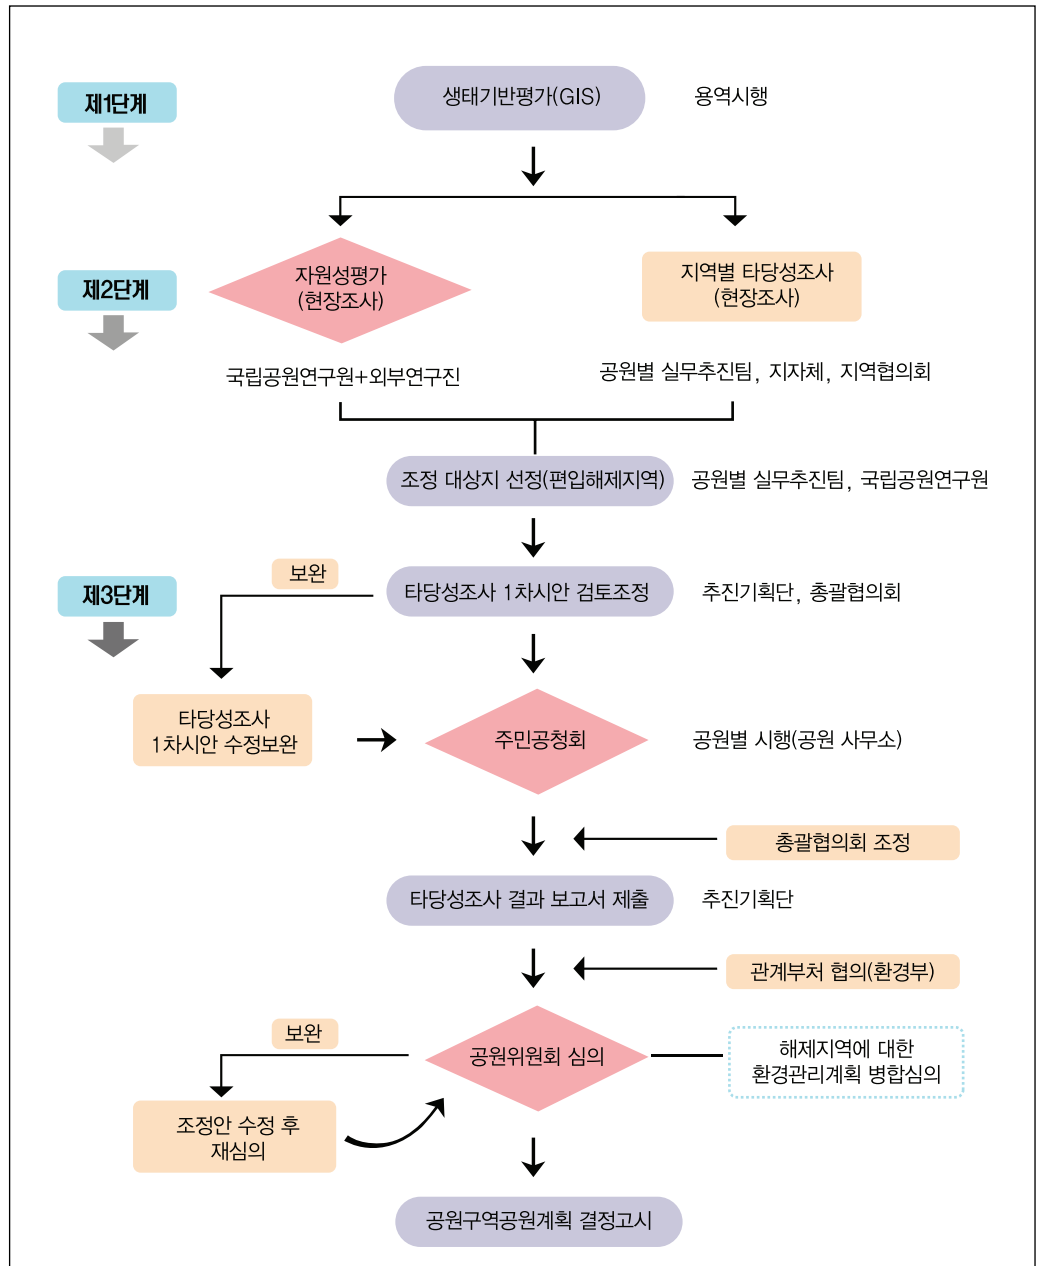 제1단계
생태기반평가(GIS)
용역시행
제2단계
자원성평가
(현장조사)
지역별 타당성조사
(현장조사)
국립공원연구원+외부연구진
공원별 실무추진팀, 지자체, 지역협의회
조정 대상지 선정(편입해제지역)
공원별 실무추진팀, 국립공원연구원
제3단계
보완
타당성조사 1차시안 검토조정
추진기획단, 총괄협의회
타당성조사
1차시안 수정보완
주민공청회
공원별 시행(공원 사무소)
총괄협의회 조정
타당성조사 결과 보고서 제출
추진기획단
관계부처 협의(환경부)
보완
공원위원회 심의
해제지역에 대한
환경관리계획 병합심의
조정안 수정 후
재심의
공원구역공원계획 결정고시